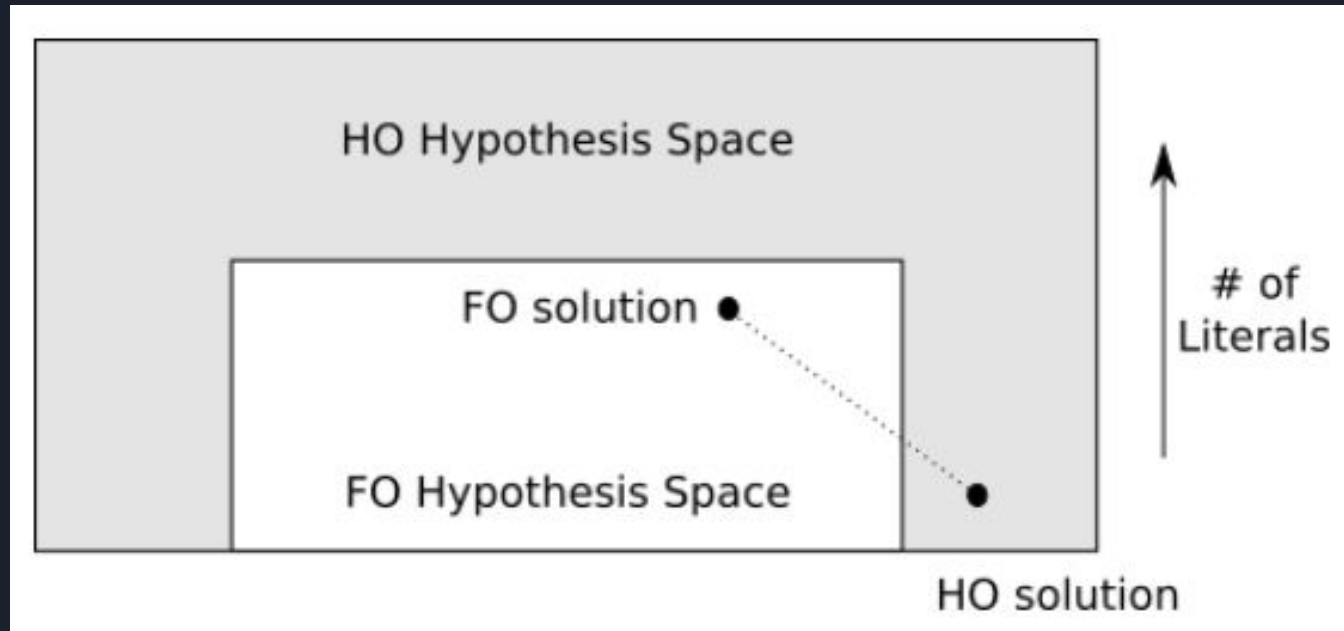 HO Hypothesis Space
FO solution
# of
Literals
FO Hypothesis Space
HO solution